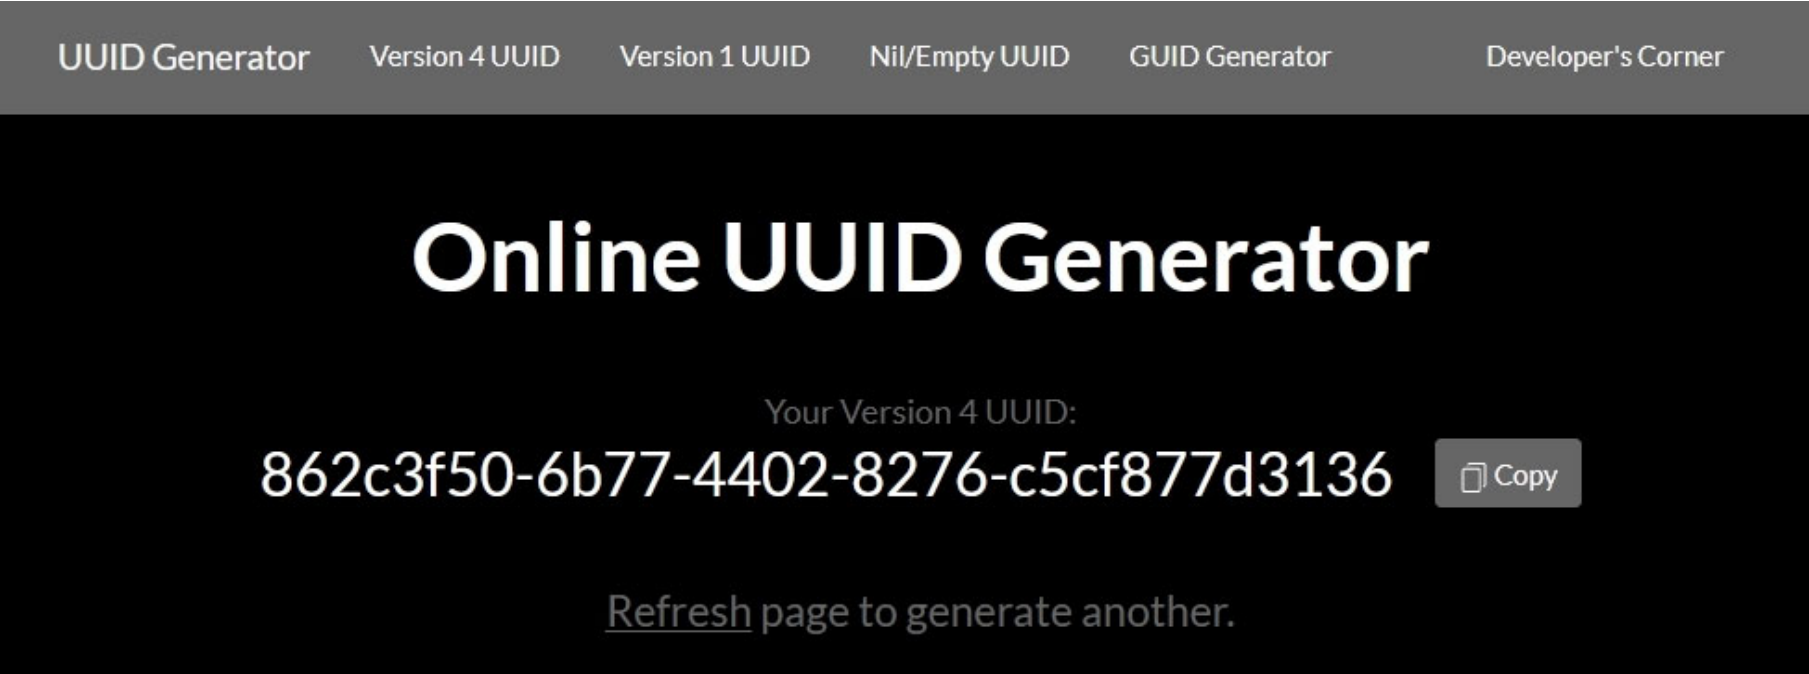 UUID Generator Version 4 UUID Version 1 UUID Nil/Empty UUID GUID Generator Developer's Corner
Online UUID Generator
Your Version 4 UUID:
862c3f50-6b77-4402-8276-c5cf877d3136 Copy
Refresh page to generate another.